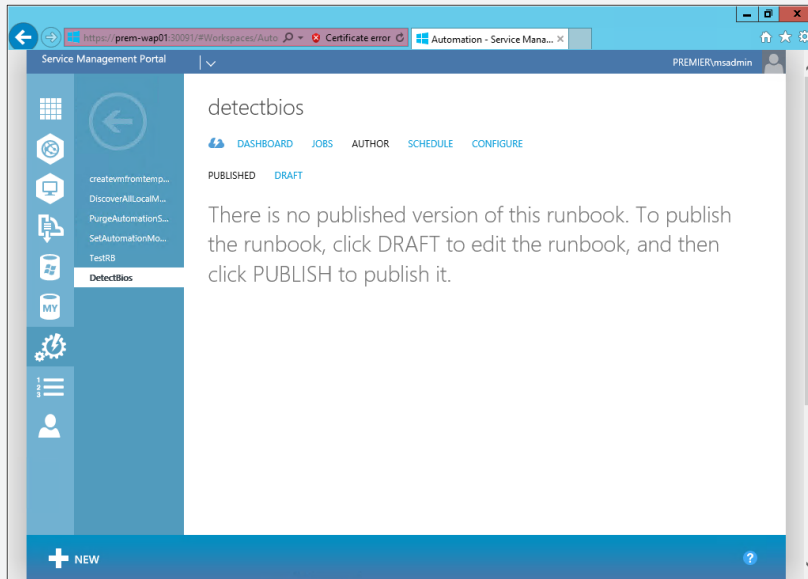 https://prem-wap01:30091/#Workspaces/Auto
Certificate error
Automation - Service Mana...
Service Management Portal
PREMIER\msadmin
detectbios
DASHBOARD JOBS AUTHOR SCHEDULE CONFIGURE
PUBLISHED DRAFT
There is no published version of this runbook. To publish
the runbook, click DRAFT to edit the runbook, and then
click PUBLISH to publish it.
createvmfromtemp...
DiscoverAllLocalM...
PurgeAutomationS...
SetAutomationMo...
TestRB
DetectBios
MY
1
2
3
NEW
?